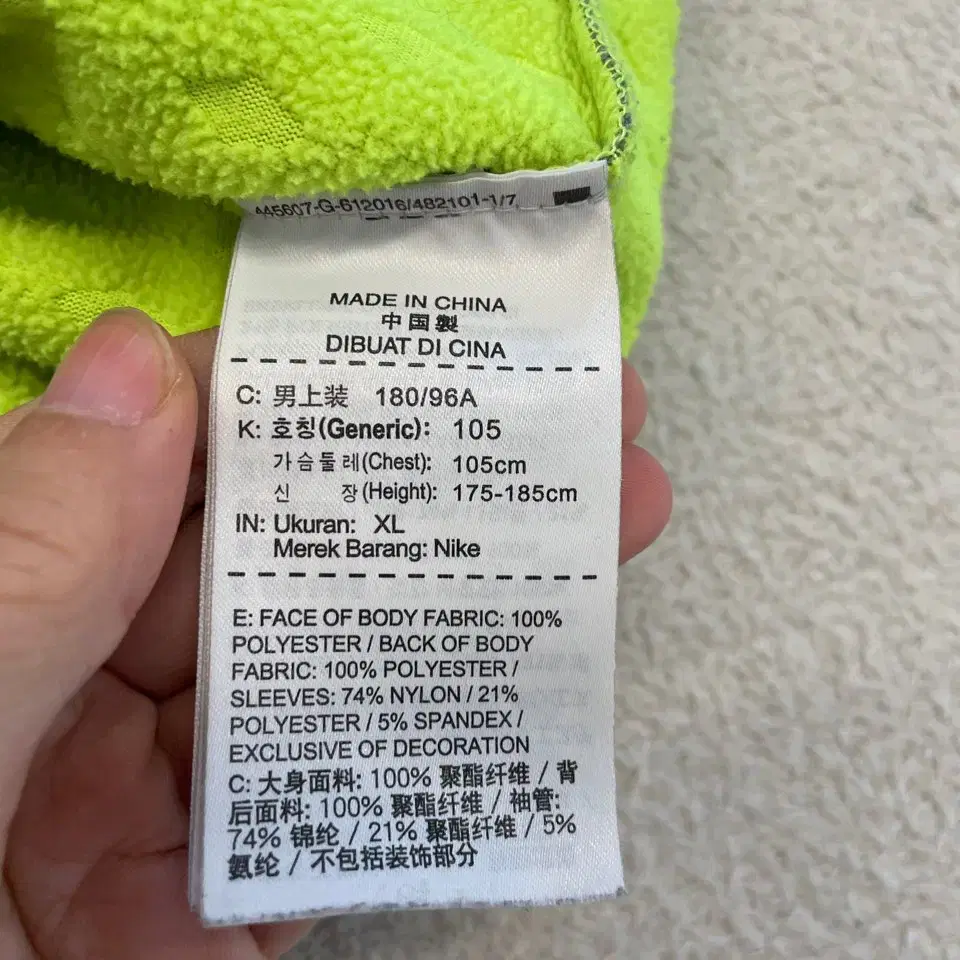 445607-G-612016/482101-1/7
MADE IN CHINA
中国製
DIBUAT DI CINA
C: 男上装 180/96A
K: 호칭(Generic): 105
가슴둘레(Chest): 105cm
신 장(Height): 175-185cm
IN: Ukuran: XL
Merek Barang: Nike
E: FACE OF BODY FABRIC: 100%
POLYESTER / BACK OF BODY
FABRIC: 100% POLYESTER /
SLEEVES: 74% NYLON / 21%
POLYESTER / 5% SPANDEX /
EXCLUSIVE OF DECORATION
C: 大身面料: 100% 聚酯纤维 / 背
后面料: 100% 聚酯纤维 / 袖管:
74% 锦纶 / 21% 聚酯纤维 / 5%
氨纶 / 不包括装饰部分